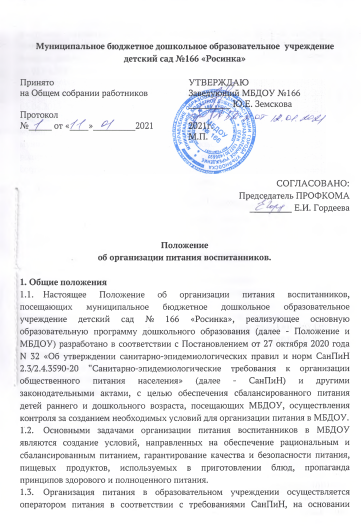 Муниципальное бюджетное дошкольное образовательное учреждение
детский сад №166 «Росинка»
Принято
на Общем собрании работников
Протокол
№ 1 от «11» 01 2021
УТВЕРЖДАЮ
Заведующий МБДОУ №166
Ю.Е. Земскова
2021г.
М.П.
СОГЛАСОВАНО:
Председатель ПРОФКОМА
Е.И. Гордеева
Положение
об организации питания воспитанников.
1. Общие положения
1.1. Настоящее Положение об организации питания воспитанников,
посещающих муниципальное бюджетное дошкольное образовательное
учреждение детский сад № 166 «Росинка», реализующее основную
образовательную программу дошкольного образования (далее - Положение и
МБДОУ) разработано в соответствии с Постановлением от 27 октября 2020 года
N 32 «Об утверждении санитарно-эпидемиологических правил и норм СанПиН
2.3/2.4.3590-20 "Санитарно-эпидемиологические требования к организации
общественного питания населения» (далее - СанПиН) и другими
законодательными актами, с целью обеспечения сбалансированного питания
детей раннего и дошкольного возраста, посещающих МБДОУ, осуществления
контроля за созданием необходимых условий для организации питания в МБДОУ.
1.2. Основными задачами организации питания воспитанников в МБДОУ
являются создание условий, направленных на обеспечение рациональным и
сбалансированным питанием, гарантирование качества и безопасности питания,
пищевых продуктов, используемых в приготовлении блюд, пропаганда
принципов здорового и полноценного питания.
1.3. Организация питания в образовательном учреждении осуществляется
оператором питания в соответствии с требованиями СанПиН, на основании